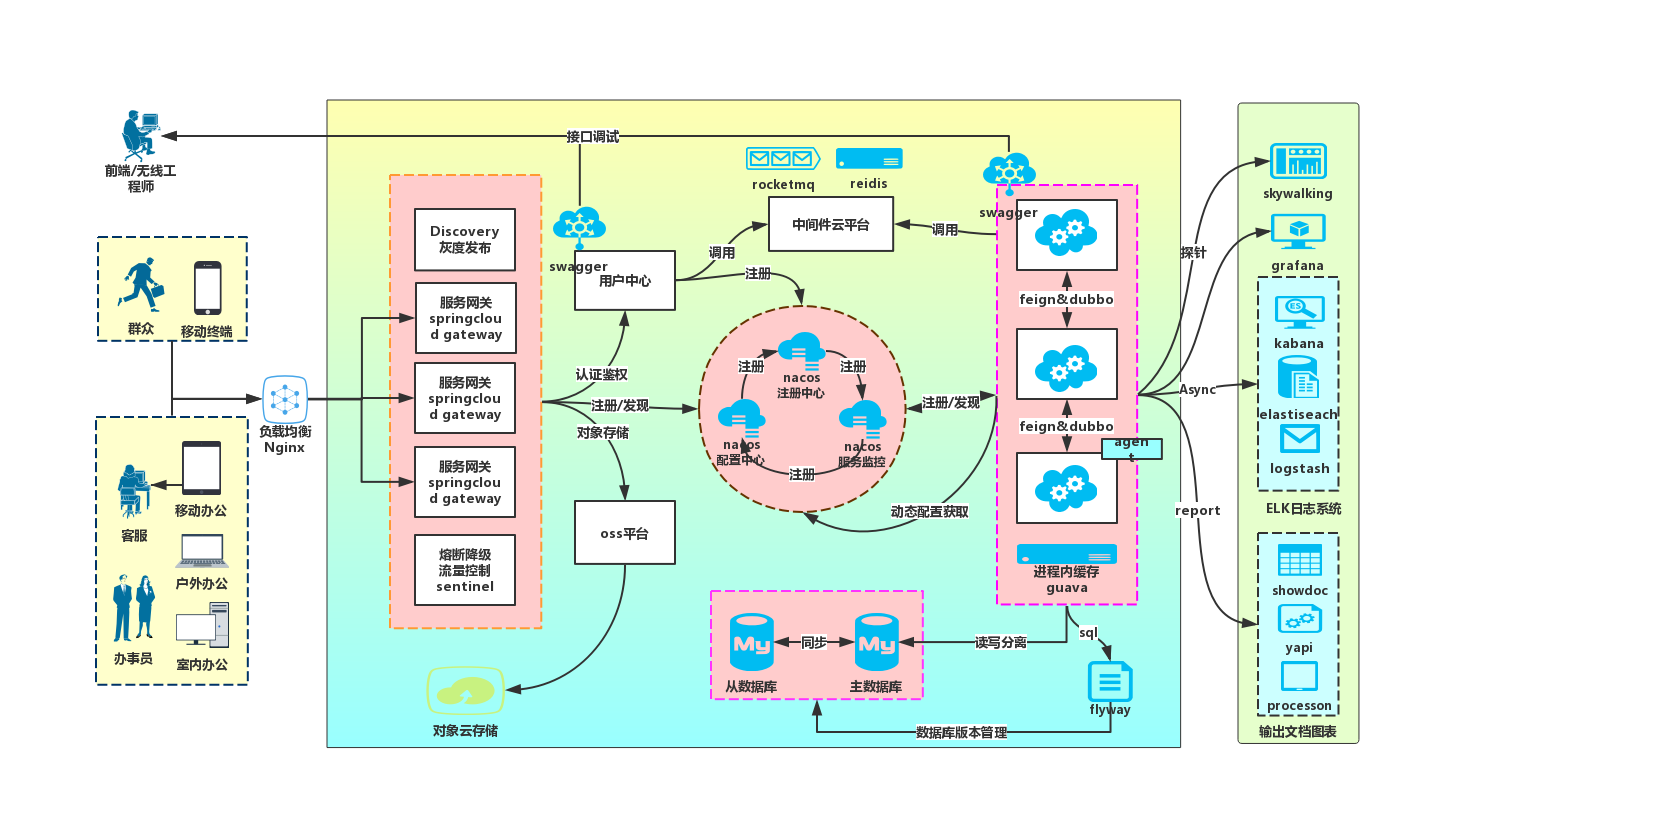 前端/无线工
程师
群众
移动终端
客服
移动办公
户外办公
办事员
室内办公
负载均衡
Nginx
接口调试
Discovery
灰度发布
服务网关
springclou
d gateway
服务网关
springclou
d gateway
服务网关
springclou
d gateway
熔断降级
流量控制
sentinel
swagger
用户中心
认证鉴权
注册/发现
对象存储
oss平台
对象云存储
rocketmq
reidis
中间件云平台
调用
注册
调用
nacos
注册中心
注册
注册
nacos
配置中心
nacos
服务监控
注册
注册/发现
动态配置获取
swagger
feign&dubbo
feign&dubbo
agen
t
进程内缓存
guava
My
My
同步
从数据库
主数据库
读写分离
sql
flyway
数据库版本管理
探针
Async
report
skywalking
grafana
ES
kabana
elastiseach
logstash
ELK日志系统
showdoc
yapi
processon
输出文档图表